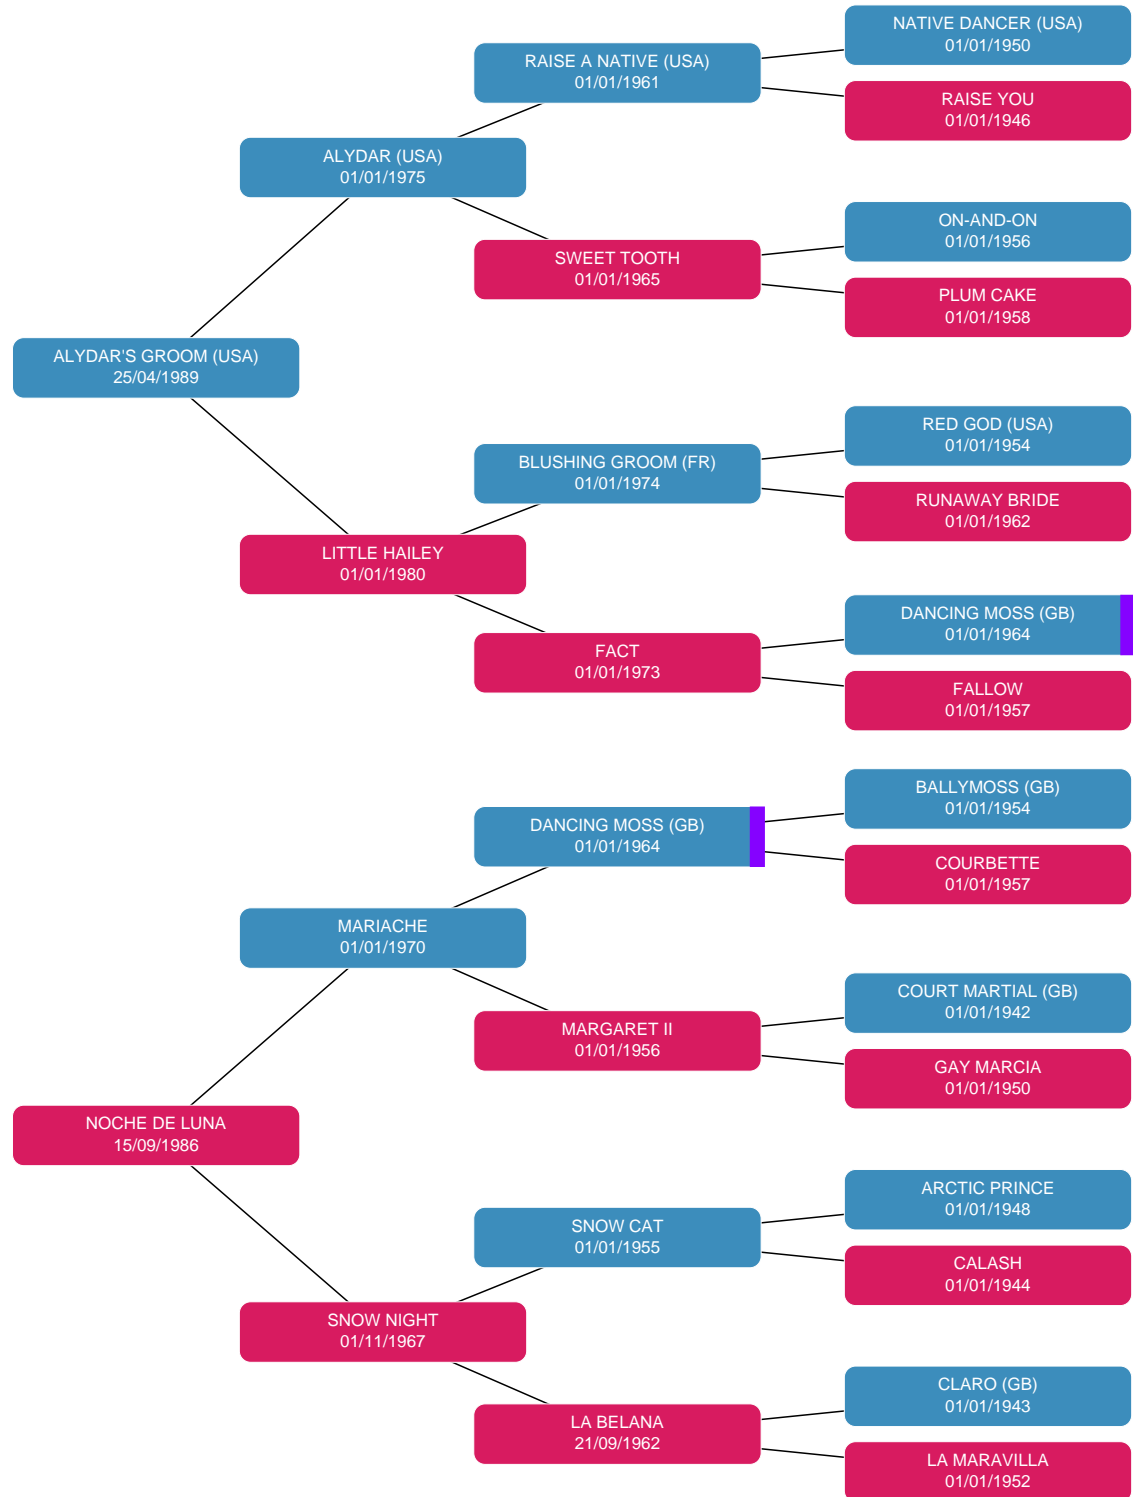 NATIVE DANCER (USA)
01/01/1950
RAISE A NATIVE (USA)
01/01/1961
RAISE YOU
01/01/1946
ALYDAR (USA)
01/01/1975
ON-AND-ON
01/01/1956
SWEET TOOTH
01/01/1965
PLUM CAKE
01/01/1958
ALYDAR'S GROOM (USA)
25/04/1989
RED GOD (USA)
01/01/1954
BLUSHING GROOM (FR)
01/01/1974
RUNAWAY BRIDE
01/01/1962
LITTLE HAILEY
01/01/1980
DANCING MOSS (GB)
01/01/1964
FACT
01/01/1973
FALLOW
01/01/1957
BALLYMOSS (GB)
01/01/1954
DANCING MOSS (GB)
01/01/1964
COURBETTE
01/01/1957
MARIACHE
01/01/1970
COURT MARTIAL (GB)
01/01/1942
MARGARET II
01/01/1956
GAY MARCIA
01/01/1950
NOCHE DE LUNA
15/09/1986
ARCTIC PRINCE
01/01/1948
SNOW CAT
01/01/1955
CALASH
01/01/1944
SNOW NIGHT
01/11/1967
CLARO (GB)
01/01/1943
LA BELANA
21/09/1962
LA MARAVILLA
01/01/1952